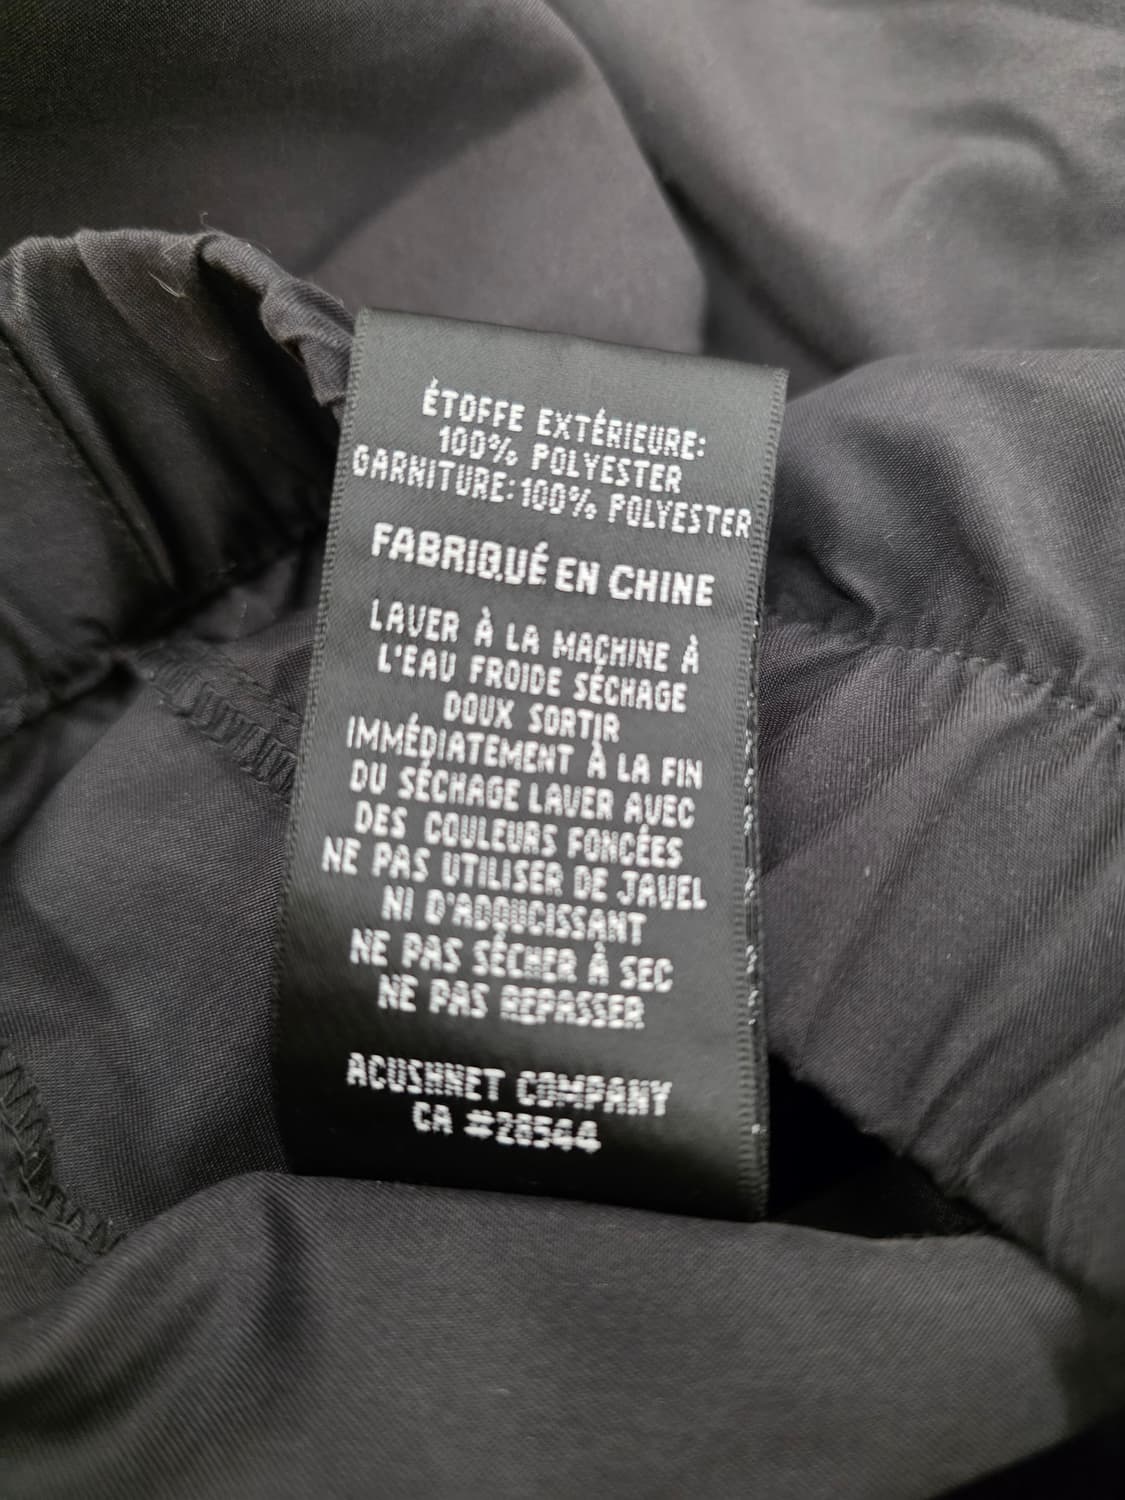 ÉTOFFE EXTÉRIEURE:
100% POLYESTER
GARNITURE:100% POLYESTER
FABRIQUÉ EN CHINE
LAVER À LA MACHINE À
L'EAU FROIDE SÉCHAGE
DOUX SORTIR
IMMÉDIATEMENT À LA FIN
DU SÉCHAGE LAVER AVEC
DES COULEURS FONCÉES
NE PAS UTILISER DE JAVEL
NI D'ADOUCISSANT
NE PAS SÉCHER À SEC
NE PAS REPASSER
ACUSHNET COMPANY
CA #28544